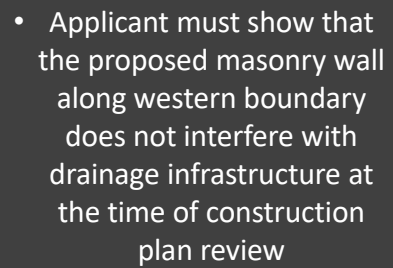 • Applicant must show that
the proposed masonry wall
along western boundary
does not interfere with
drainage infrastructure at
the time of construction
plan review